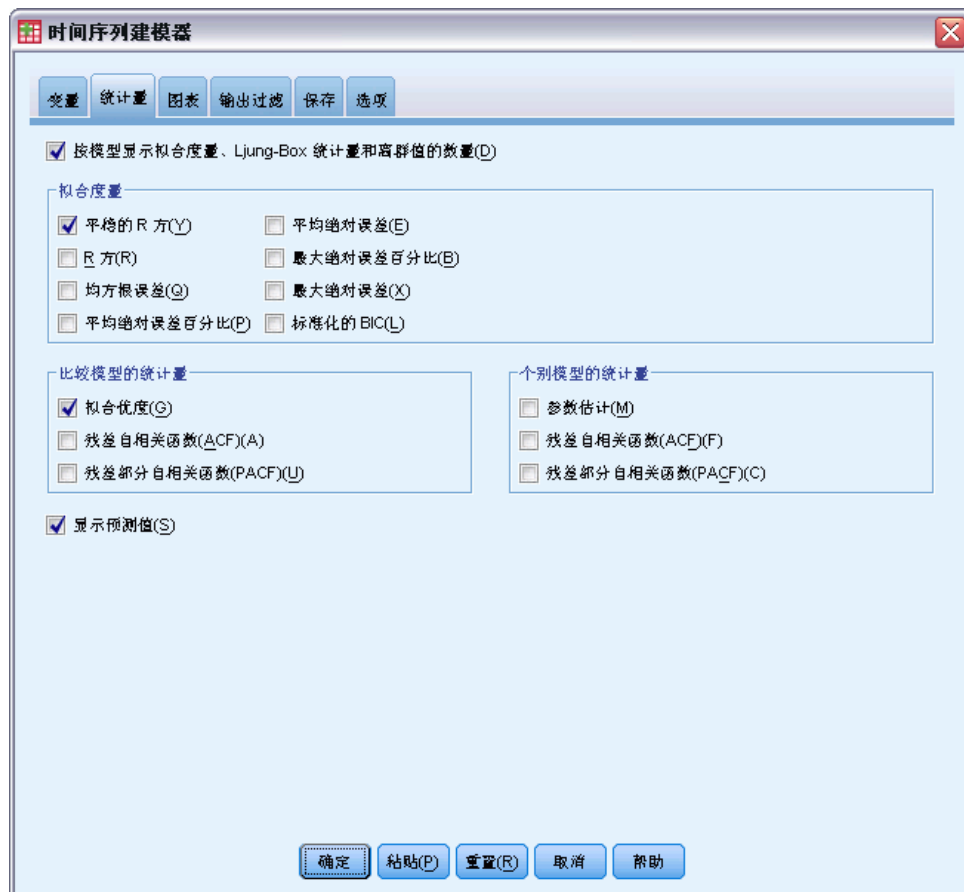 时间序列建模器
变量 统计量 图表 输出过滤 保存 选项
按模型显示拟合度量、Ljung-Box 统计量和离群值的数量(D)
拟合度量
平稳的 R 方(Y) 平均绝对误差(E)
R 方(R) 最大绝对误差百分比(B)
均方根误差(Q) 最大绝对误差(X)
平均绝对误差百分比(P) 标准化的 BIC(L)
比较模型的统计量 个别模型的统计量
拟合优度(G) 参数估计(M)
残差自相关函数(ACF)(A) 残差自相关函数(ACF)(F)
残差部分自相关函数(PACF)(U) 残差部分自相关函数(PACF)(C)
显示预测值(S)
确定 粘贴(P) 重置(R) 取消 帮助